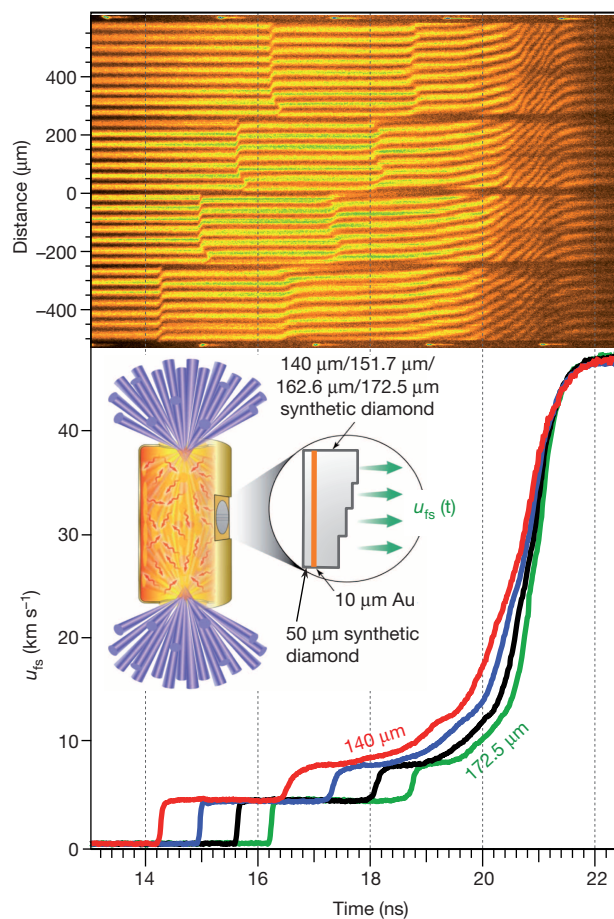 400
200
0
–200
–400
Distance (μm)
140 μm/151.7 μm/
162.6 μm/172.5 μm
synthetic diamond
u_fs (t)
10 μm Au
50 μm synthetic
diamond
40
30
20
10
0
u_fs (km s⁻¹)
140 μm
172.5 μm
14
16
18
20
22
Time (ns)